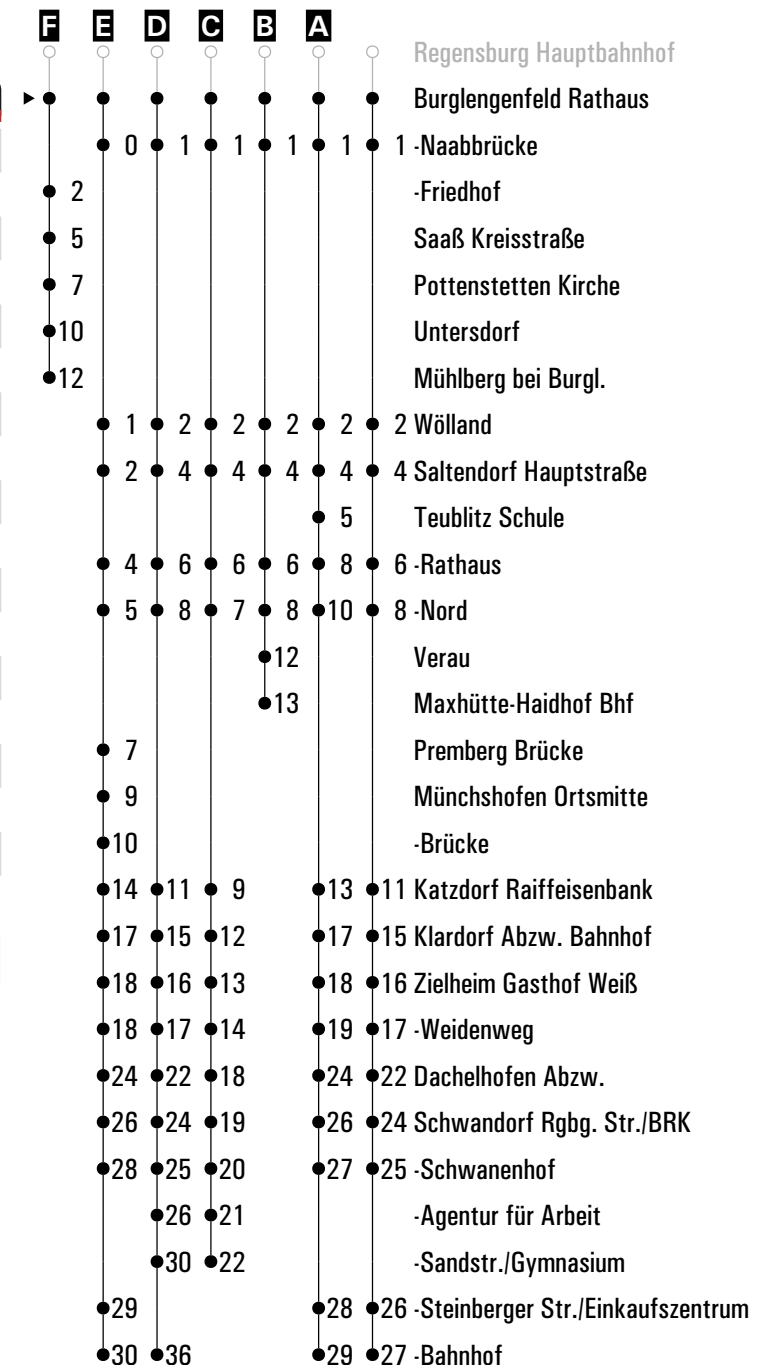 F E D C B A
Regensburg Hauptbahnhof
Burglengenfeld Rathaus
0 1 1 1 1 1 -Naabbrücke
2 -Friedhof
5 Saaß Kreisstraße
7 Pottenstetten Kirche
10 Untersdorf
12 Mühlberg bei Burgl.
1 2 2 2 2 2 Wölland
2 4 4 4 4 4 Saltendorf Hauptstraße
5 Teublitz Schule
4 6 6 6 8 6 -Rathaus
5 8 7 8 10 8 -Nord
12 Verau
13 Maxhütte-Haidhof Bhf
7 Premberg Brücke
9 Münchshofen Ortsmitte
10 -Brücke
14 11 9 13 11 Katzdorf Raiffeisenbank
17 15 12 17 15 Klardorf Abzw. Bahnhof
18 16 13 18 16 Zielheim Gasthof Weiß
18 17 14 19 17 -Weidenweg
24 22 18 24 22 Dachelhofen Abzw.
26 24 19 26 24 Schwandorf Rgbg. Str./BRK
28 25 20 27 25 -Schwanenhof
26 21 -Agentur für Arbeit
30 22 -Sandstr./Gymnasium
29 28 26 -Steinberger Str./Einkaufszentrum
30 36 29 27 -Bahnhof